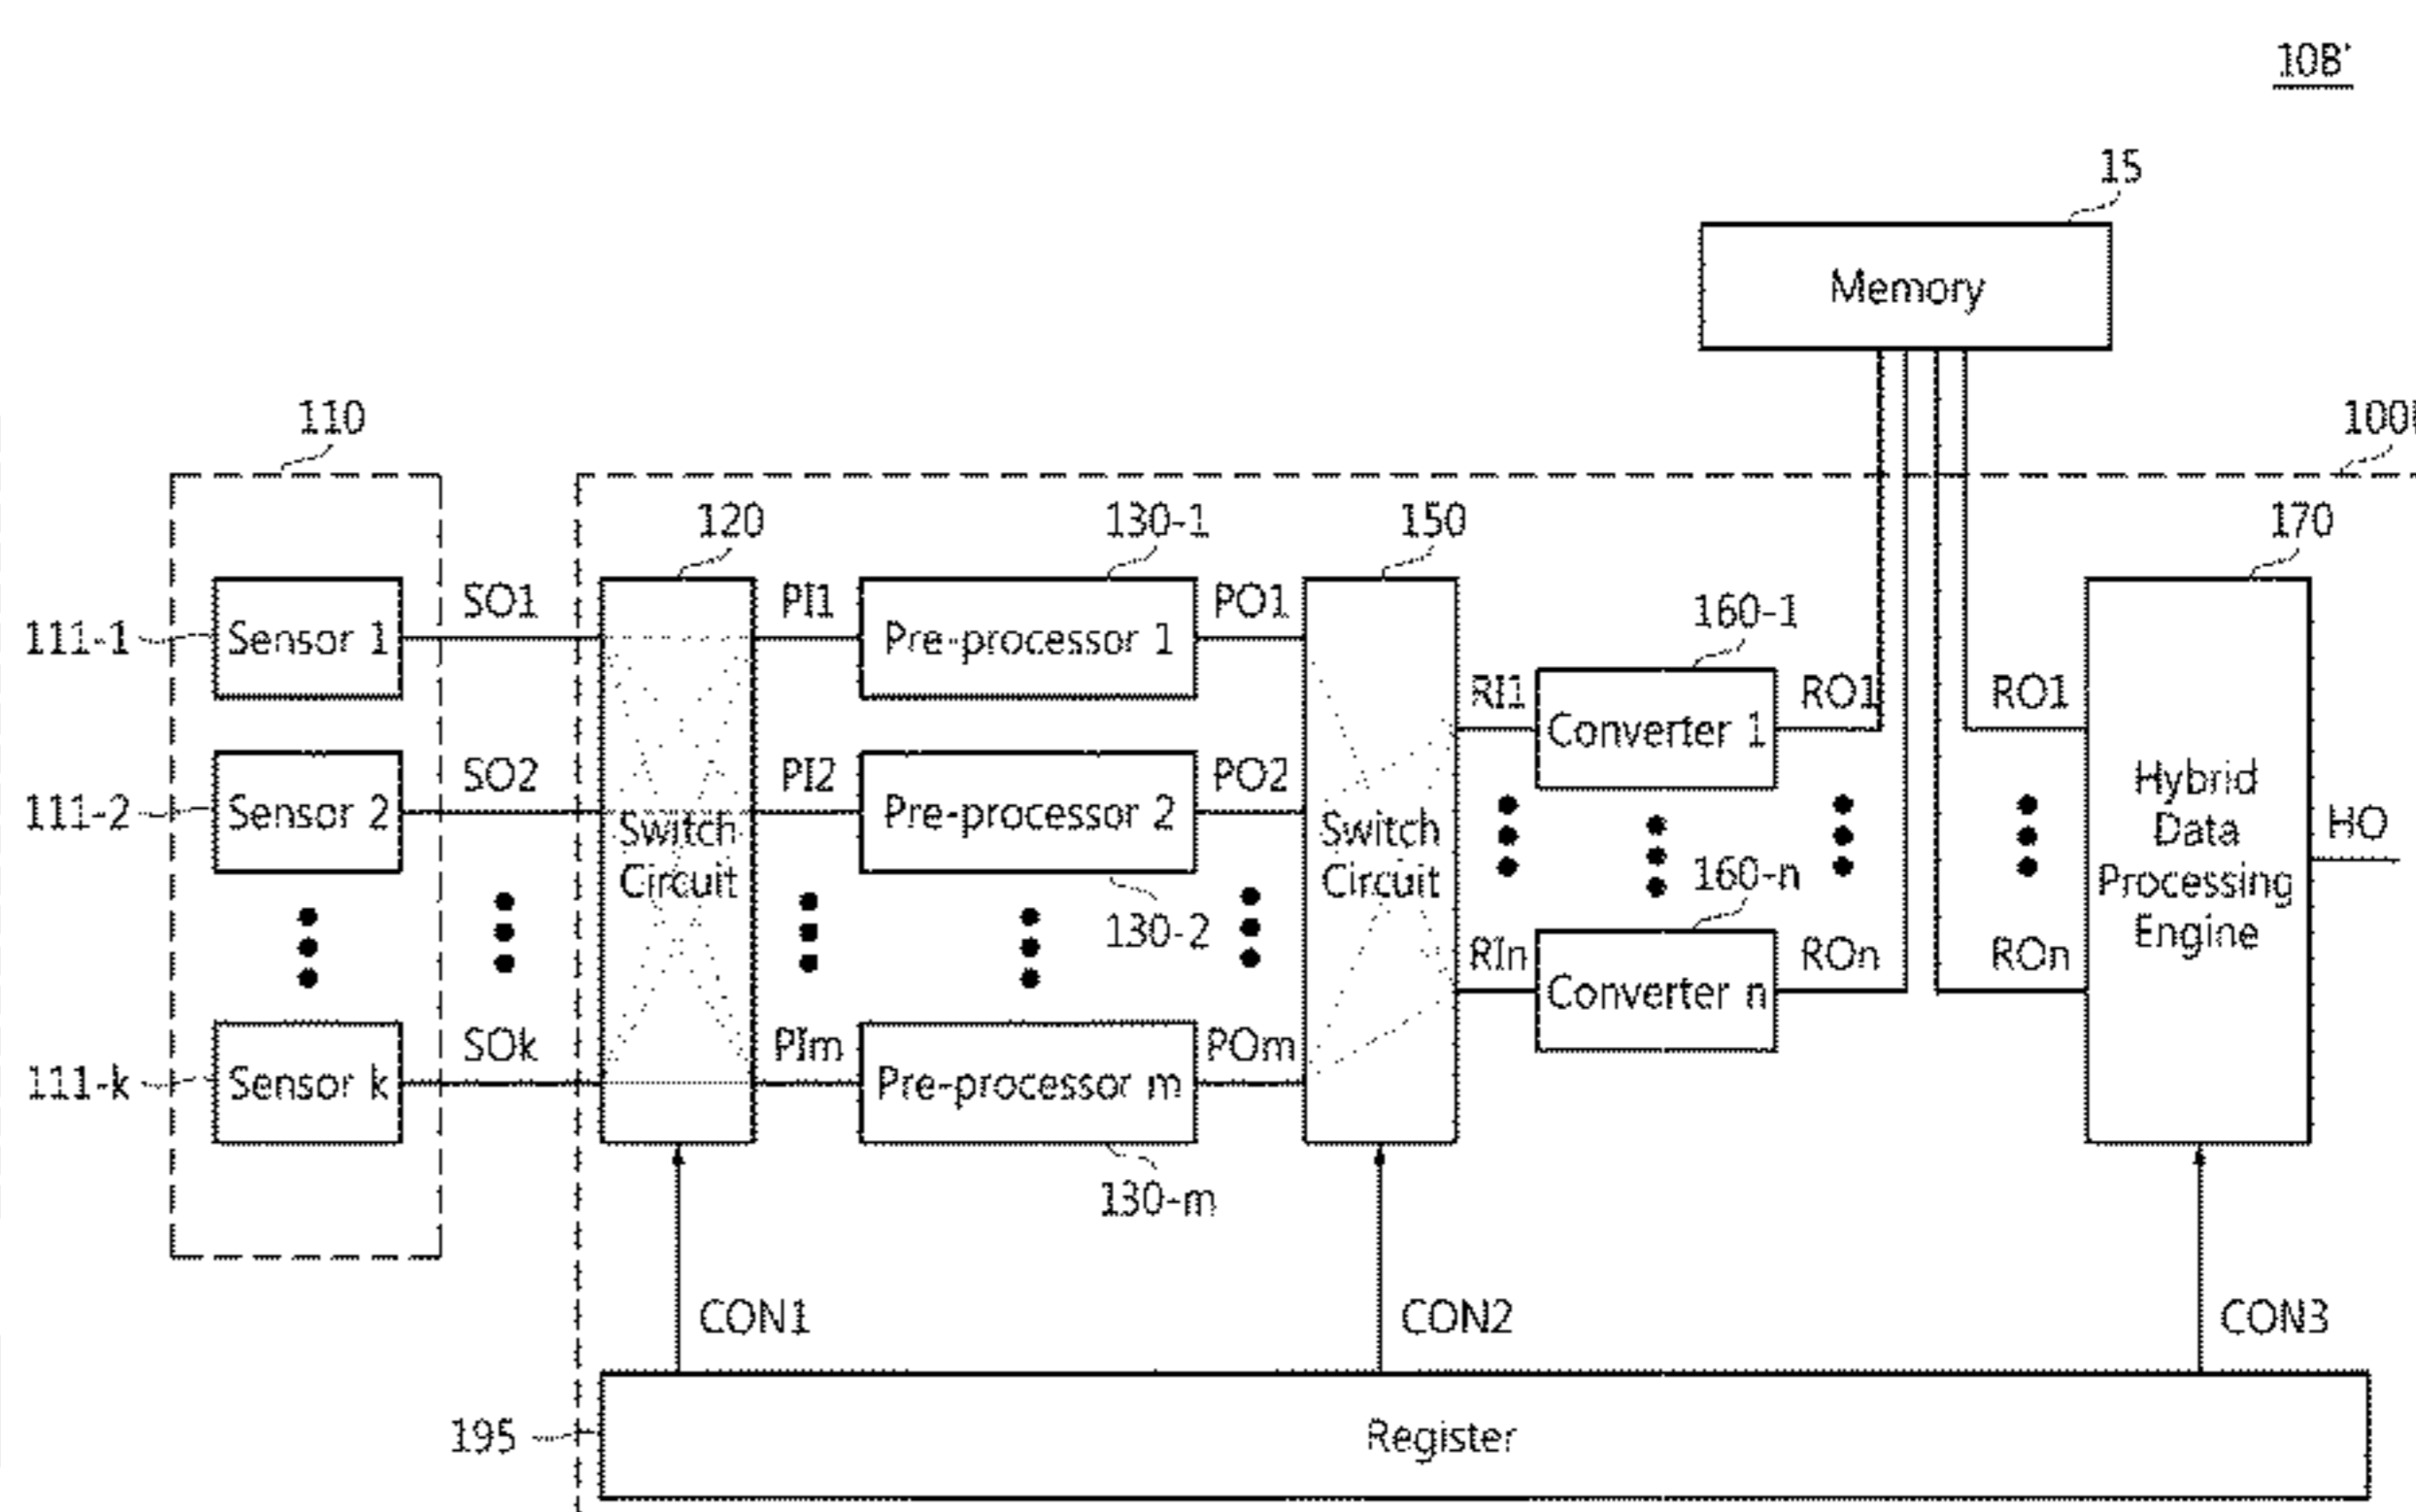 10B'
15
Memory
110
100
120
130-1
150
170
SO1
PI1
PO1
160-1
111-1
Sensor 1
Pre-processor 1
RI1
RO1
RO1
Converter 1
SO2
PI2
PO2
111-2
Sensor 2
Pre-processor 2
Switch
Circuit
Switch
Circuit
Hybrid
Data
Processing
Engine
HO
160-n
130-2
RIn
ROn
ROn
Converter n
SOk
PIm
POm
111-k
Sensor k
Pre-processor m
130-m
CON1
CON2
CON3
195
Register